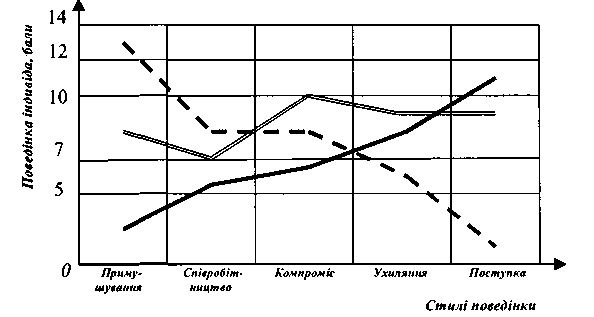 Поведінка індивіда, бали
14
12
10
7
5
0
Приму-
шування
Співробіт-
ництво
Компроміс
Ухиляння
Поступка
Стилі поведінки